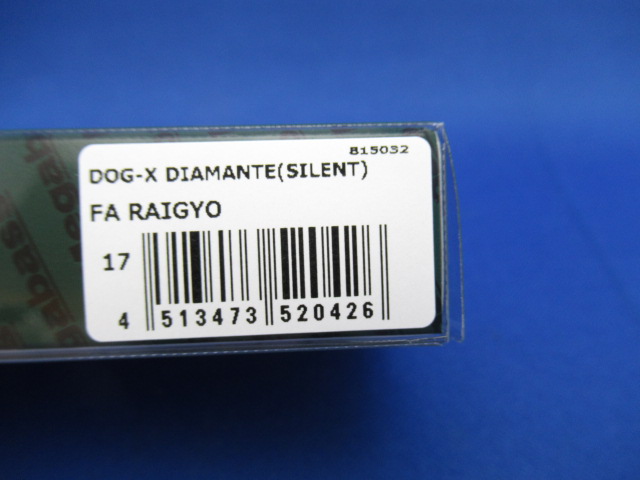 815032
DOG-X DIAMANTE(SILENT)
FA RAIGYO
17
4 513473 520426